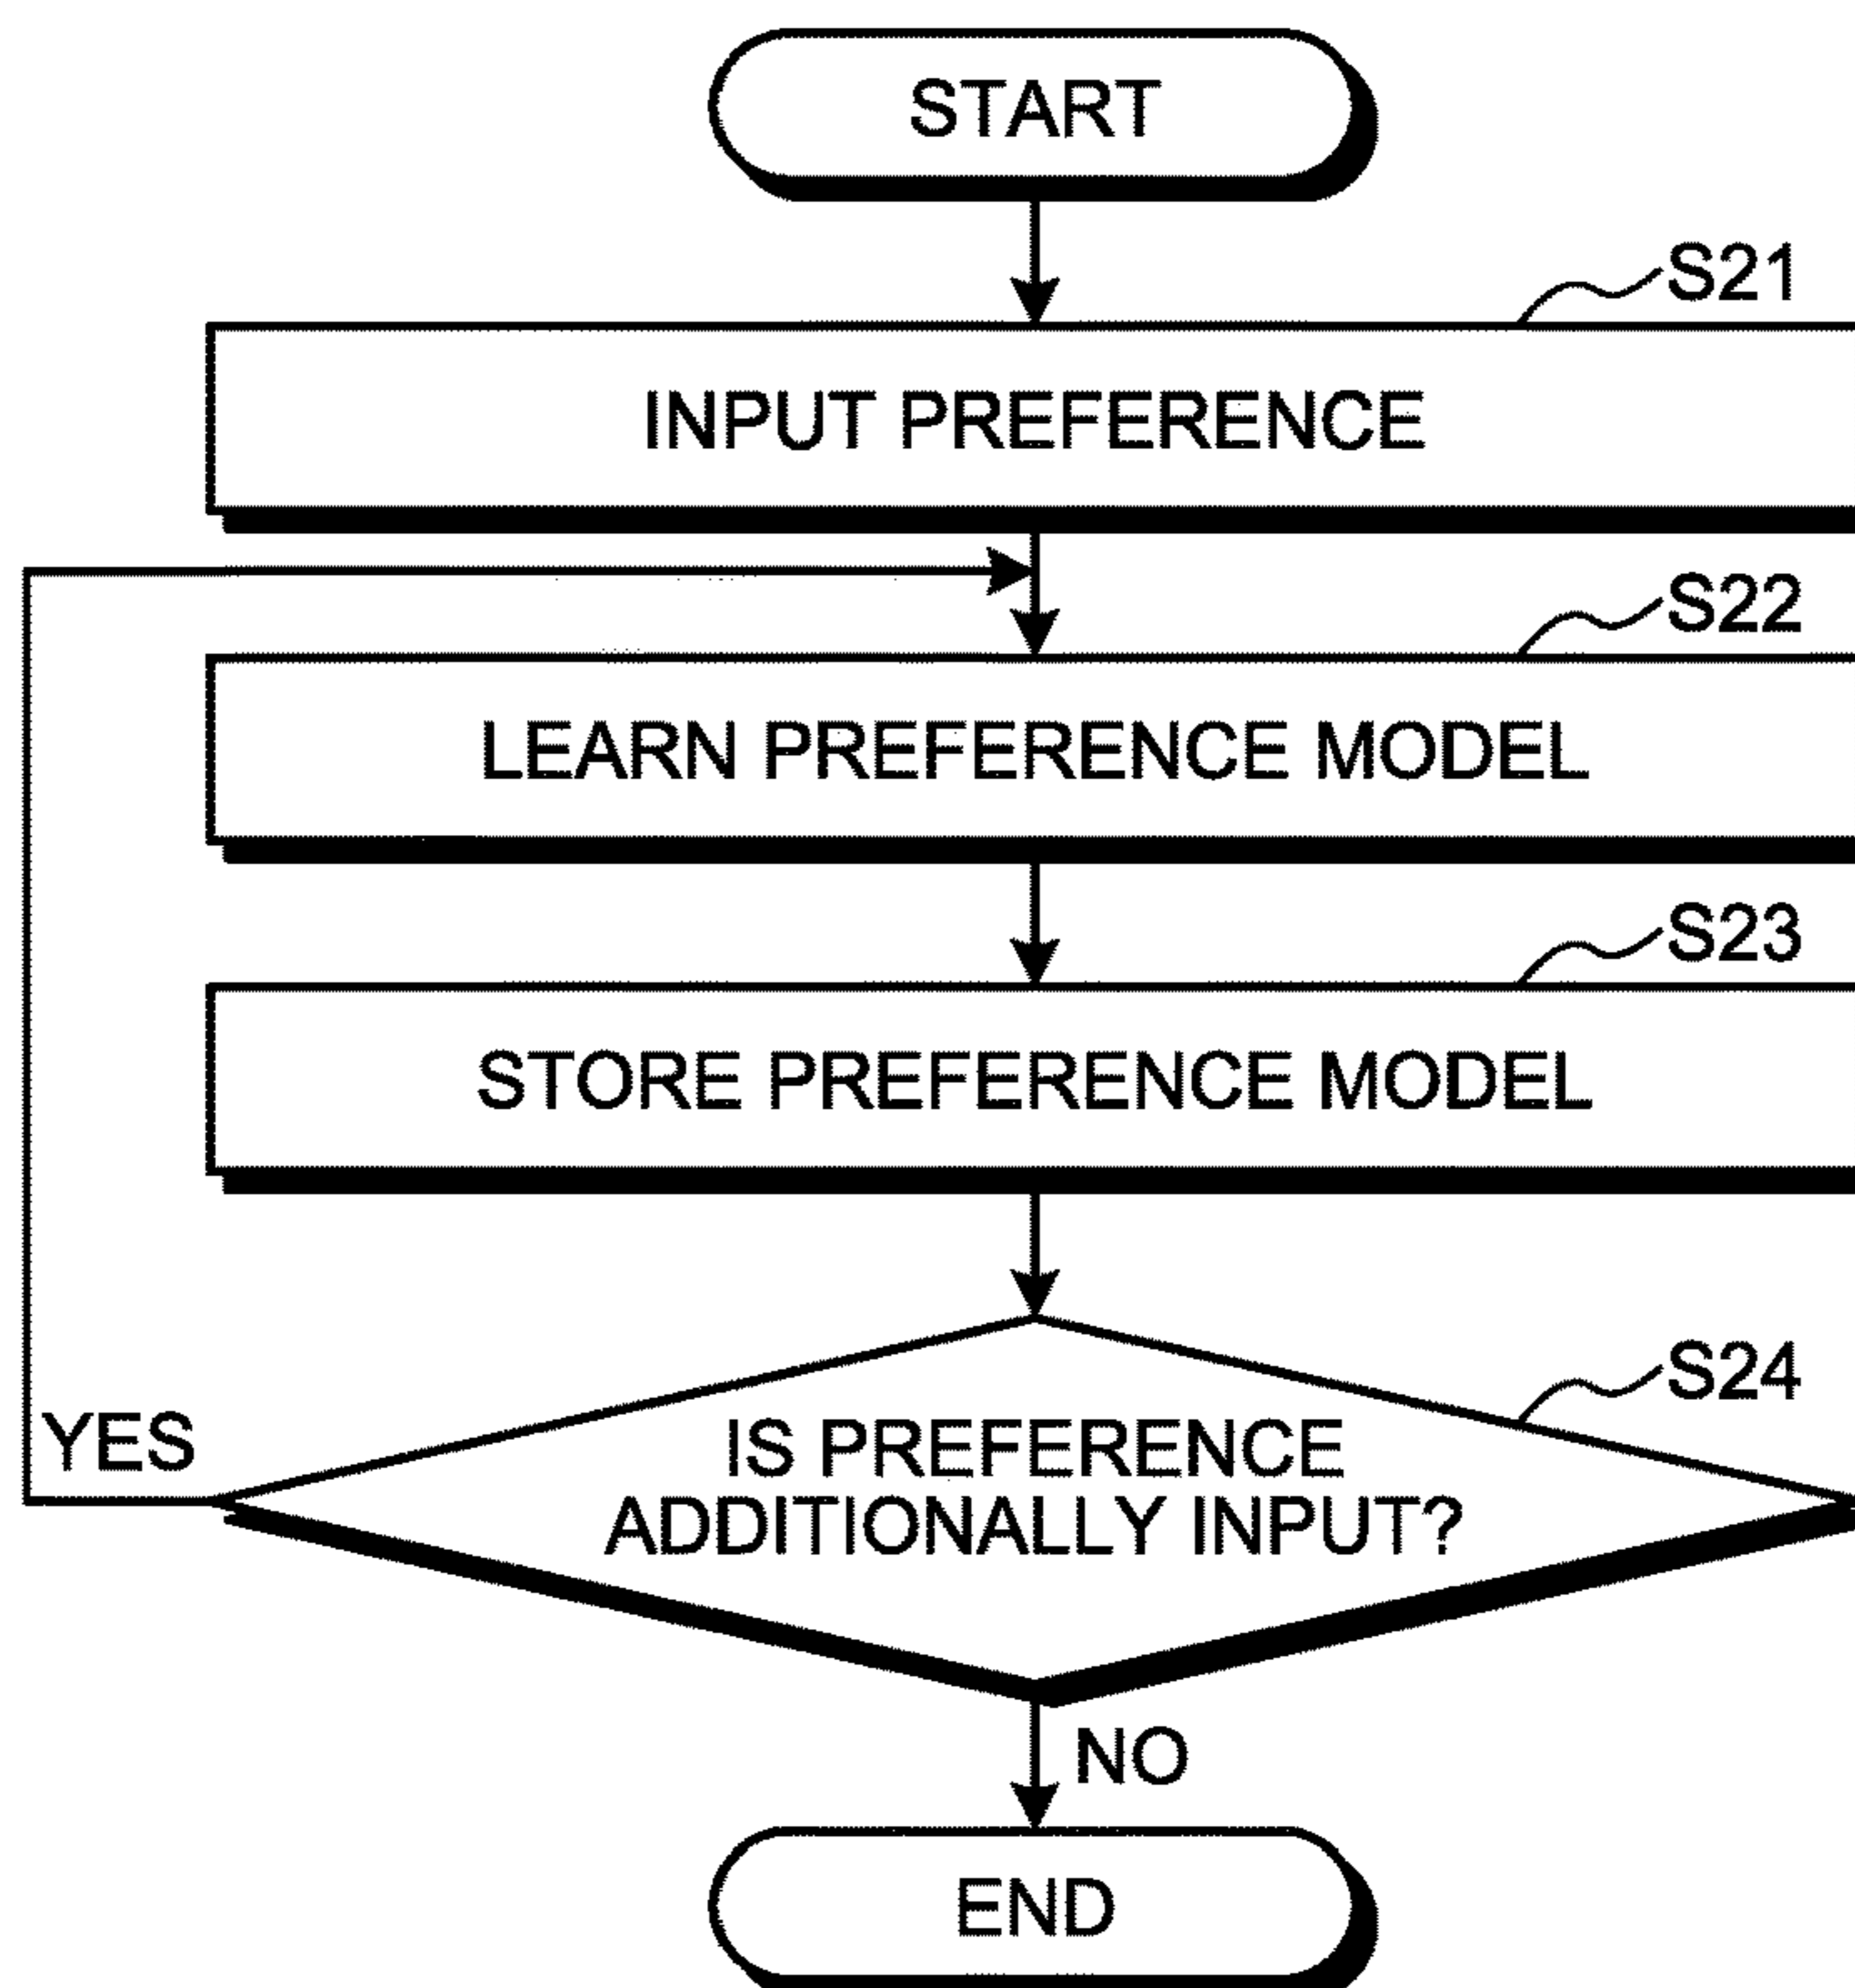 START
S21
INPUT PREFERENCE
S22
LEARN PREFERENCE MODEL
S23
STORE PREFERENCE MODEL
S24
YES
IS PREFERENCE
ADDITIONALLY INPUT?
NO
END